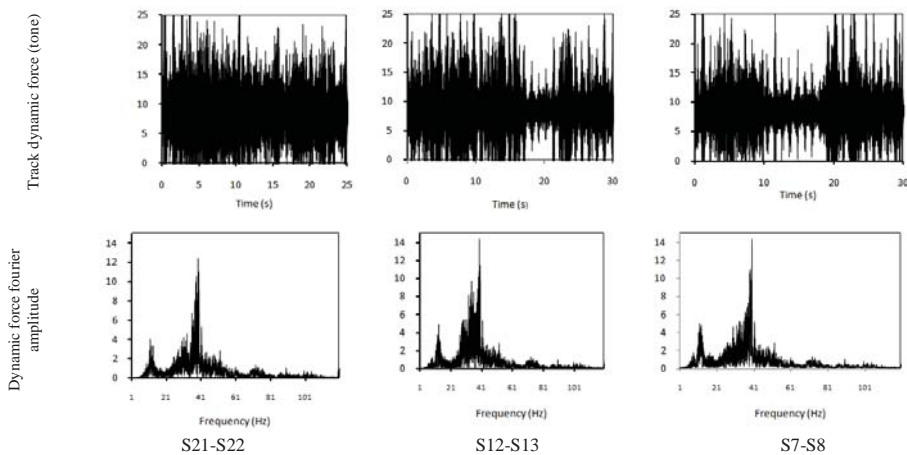 Track dynamic force (tone)
25
20
15
10
5
0
0 5 10 15 20 25
Time (s)
25
20
15
10
5
0
0 10 20 30
Time (s)
25
20
15
10
5
0
0 10 20 30
Time (s)
Dynamic force fourier
amplitude
14
12
10
8
6
4
2
0
1 21 41 61 81 101
Frequency (Hz)
14
12
10
8
6
4
2
0
1 21 41 61 81 101
Frequency (Hz)
14
12
10
8
6
4
2
0
1 21 41 61 81 101
Frequency (Hz)
S21-S22 S12-S13 S7-S8